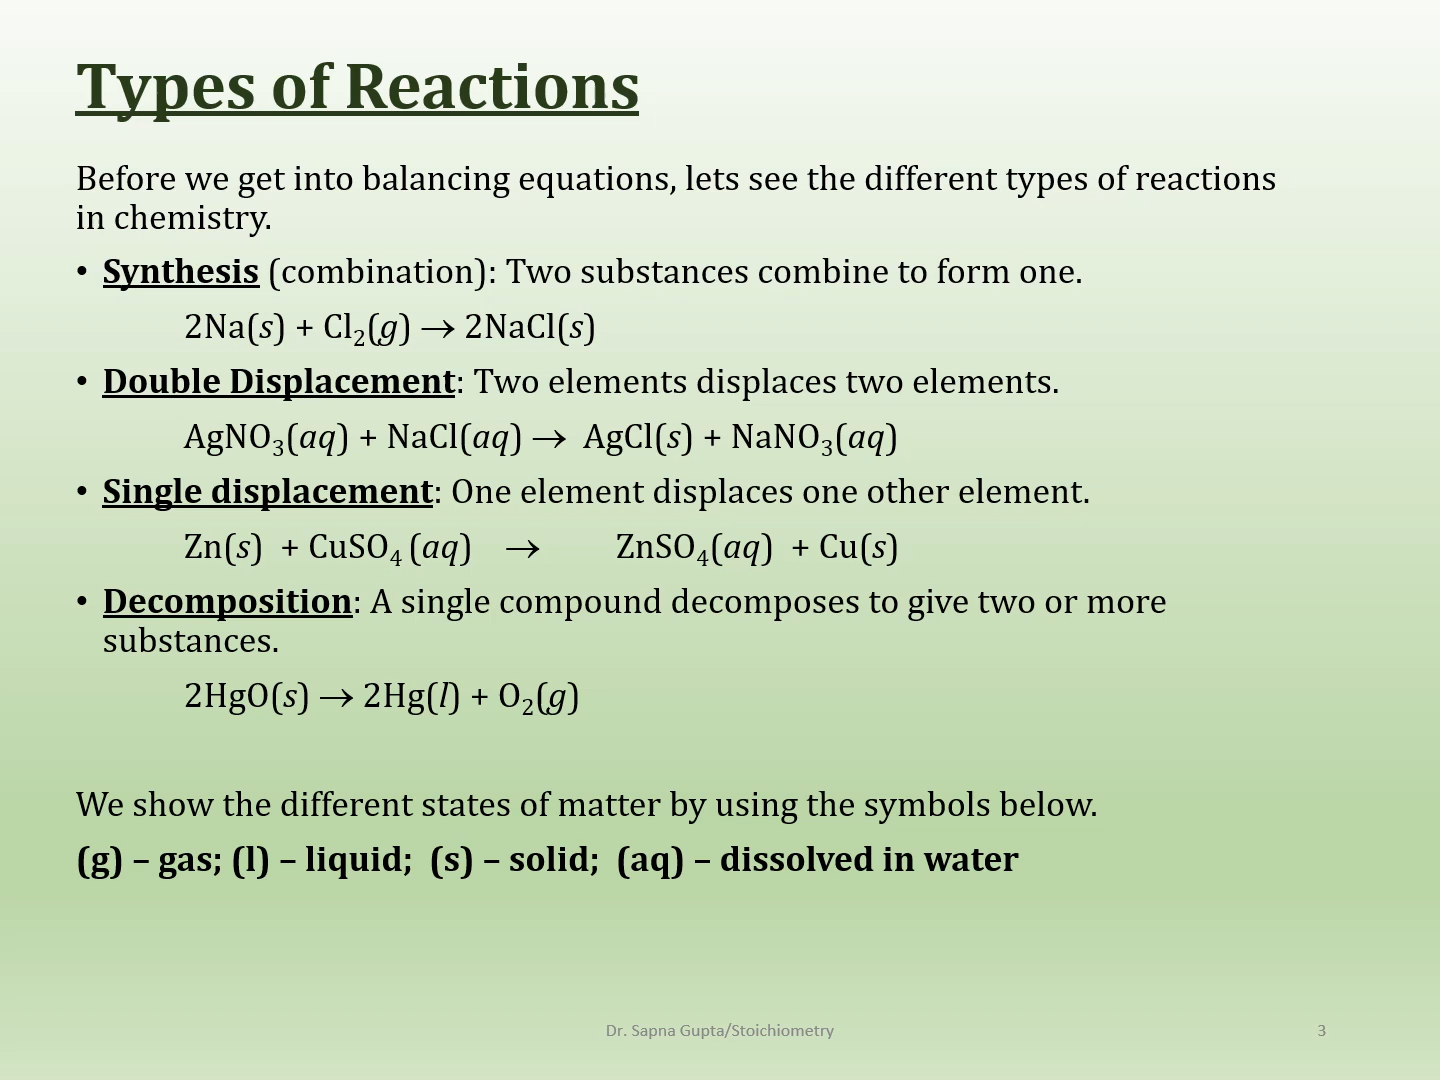 Types of Reactions
Before we get into balancing equations, lets see the different types of reactions
in chemistry.
• Synthesis (combination): Two substances combine to form one.
2Na(s) + Cl₂(g) → 2NaCl(s)
• Double Displacement: Two elements displaces two elements.
AgNO₃(aq) + NaCl(aq) → AgCl(s) + NaNO₃(aq)
• Single displacement: One element displaces one other element.
Zn(s) + CuSO₄ (aq) → ZnSO₄(aq) + Cu(s)
• Decomposition: A single compound decomposes to give two or more
substances.
2HgO(s) → 2Hg(l) + O₂(g)
We show the different states of matter by using the symbols below.
(g) – gas; (l) – liquid; (s) – solid; (aq) – dissolved in water
Dr. Sapna Gupta/Stoichiometry
3